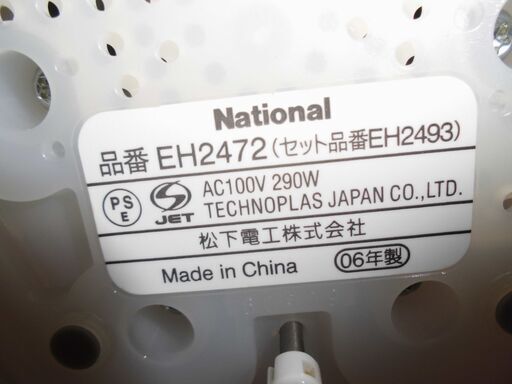 National
品番 EH2472(セット品番EH2493)
PS
E
JET
AC100V 290W
TECHNOPLAS JAPAN CO.,LTD.
松下電工株式会社
Made in China
06年製